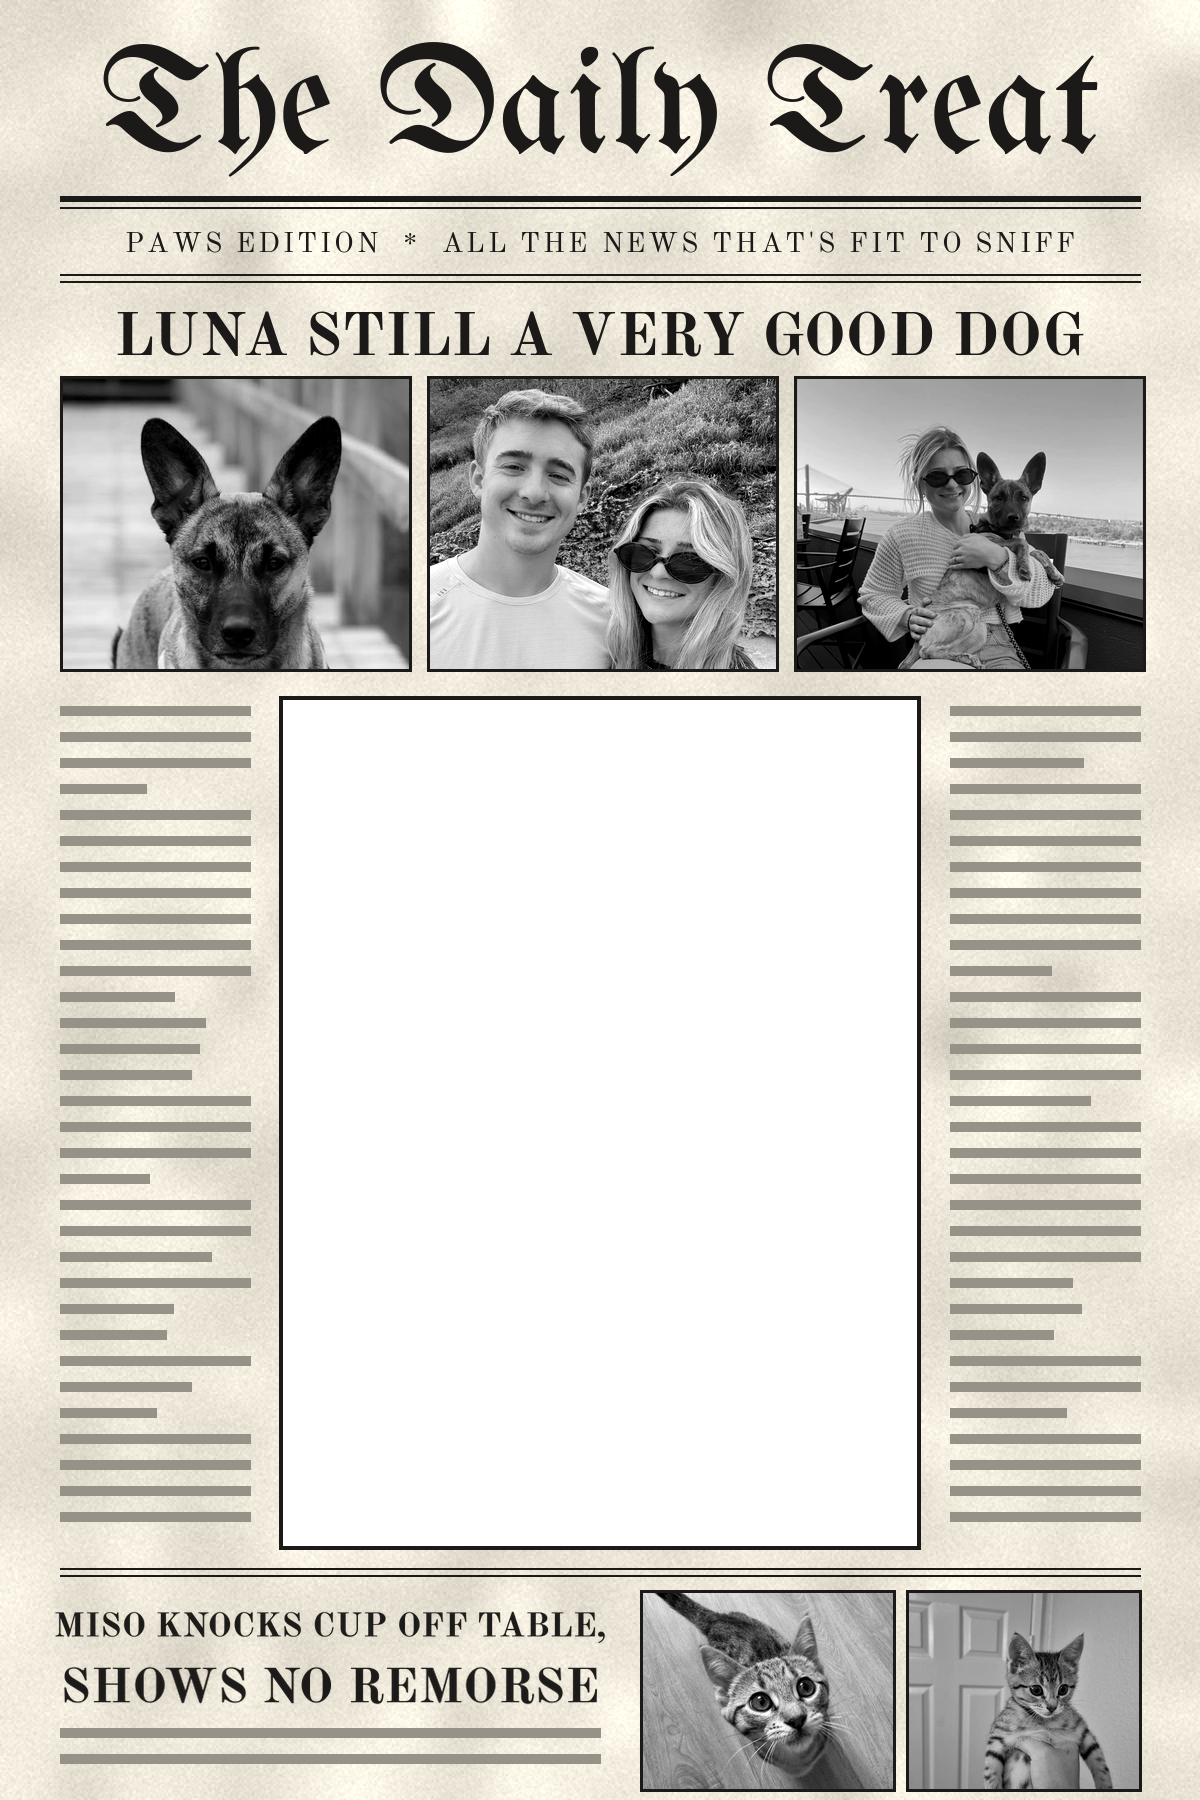 The Daily Treat
PAWS EDITION * ALL THE NEWS THAT'S FIT TO SNIFF
LUNA STILL A VERY GOOD DOG
MISO KNOCKS CUP OFF TABLE,
SHOWS NO REMORSE